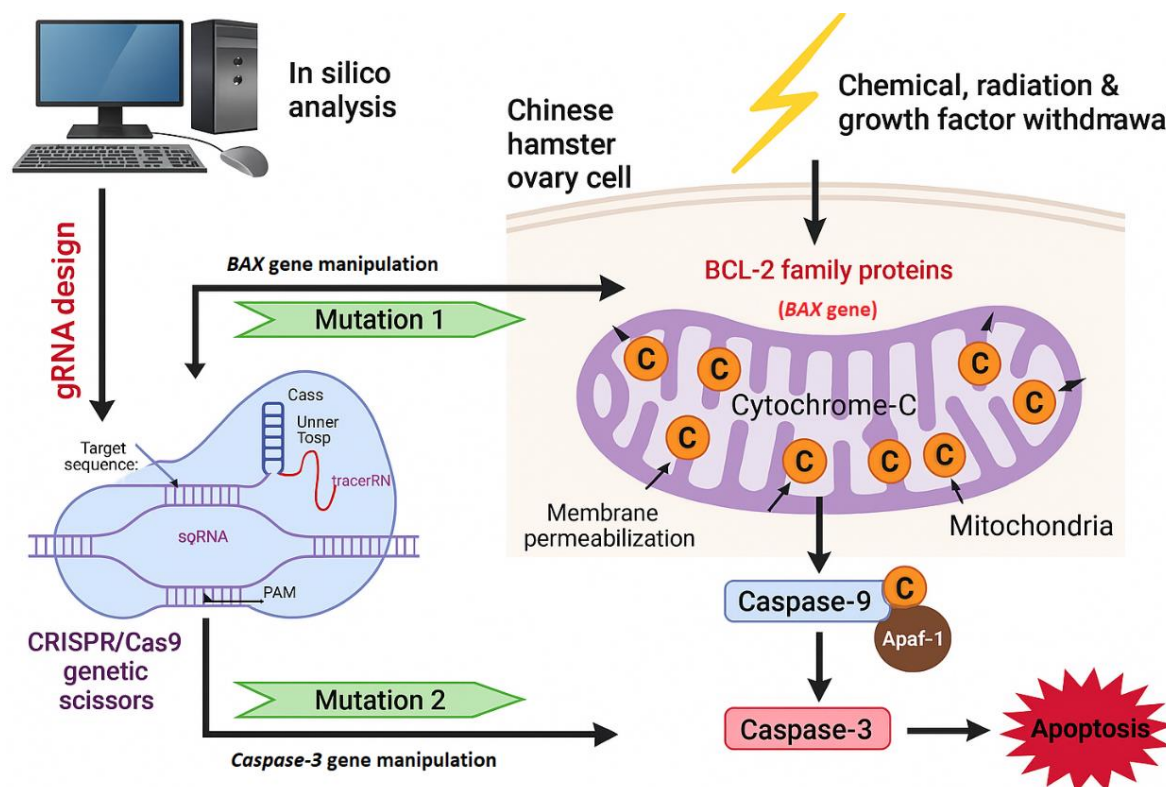 In silico
analysis
gRNA design
BAX gene manipulation
Mutation 1
Target
sequence:
Cass
Unner
Tosp
tracerRN
sgRNA
PAM
CRISPR/Cas9
genetic
scissors
Mutation 2
Caspase-3 gene manipulation
Chinese
hamster
ovary cell
Chemical, radiation &
growth factor withdrawa
BCL-2 family proteins
(BAX gene)
C
C
C
C
C
Cytochrome-C
C
C
C
Membrane
permeabilization
Mitochondria
Caspase-9
C
Apaf-1
Caspase-3
Apoptosis